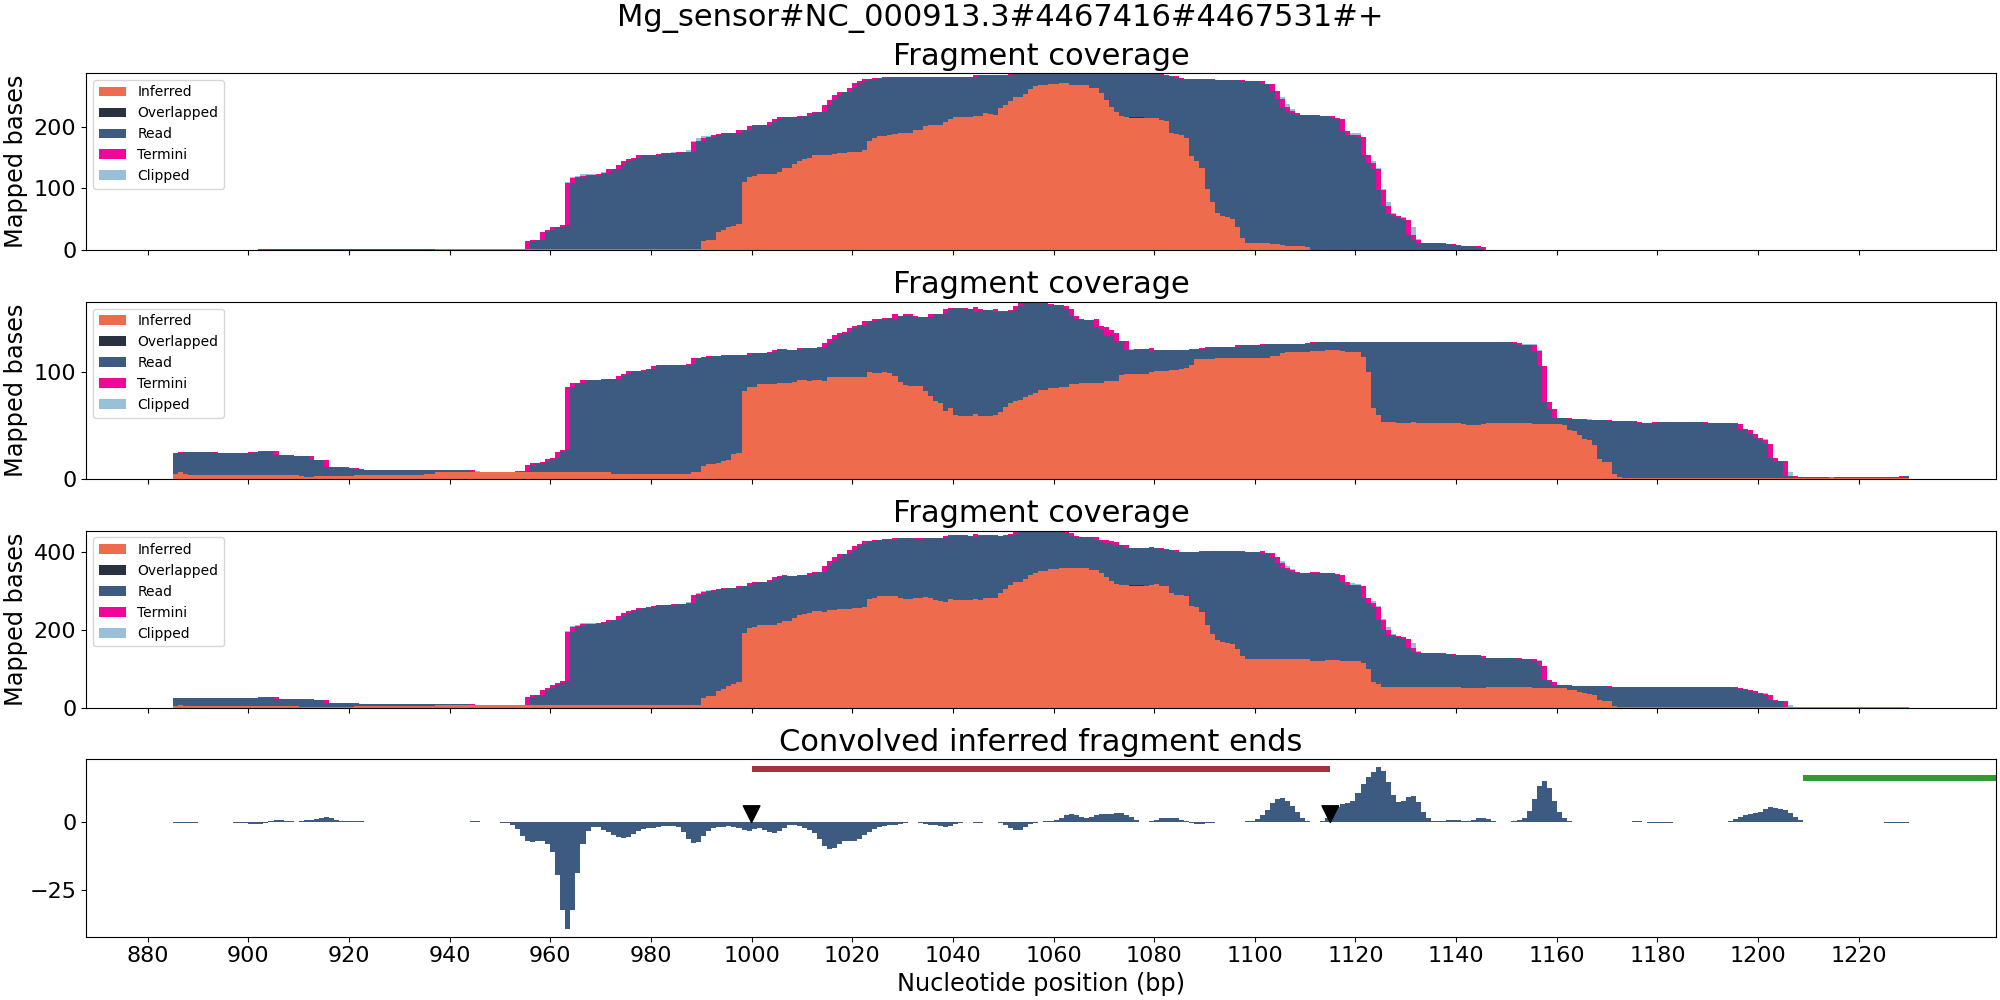 Mg_sensor#NC_000913.3#4467416#4467531#+
Fragment coverage
Mapped bases
200
100
0
Inferred
Overlapped
Read
Termini
Clipped
Fragment coverage
Mapped bases
100
0
Inferred
Overlapped
Read
Termini
Clipped
Fragment coverage
Mapped bases
400
200
0
Inferred
Overlapped
Read
Termini
Clipped
Convolved inferred fragment ends
0
−25
880 900 920 940 960 980 1000 1020 1040 1060 1080 1100 1120 1140 1160 1180 1200 1220
Nucleotide position (bp)